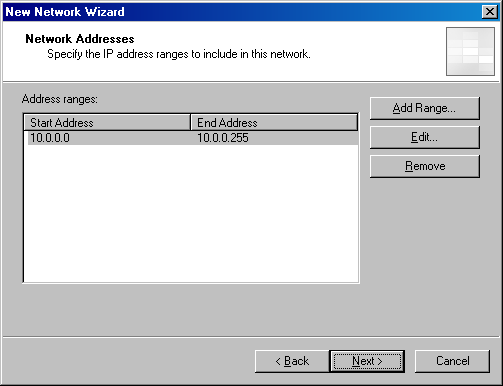 New Network Wizard
Network Addresses
Specify the IP address ranges to include in this network.
Address ranges:
Start Address End Address
10.0.0.0 10.0.0.255
Add Range...
Edit...
Remove
< Back Next > Cancel